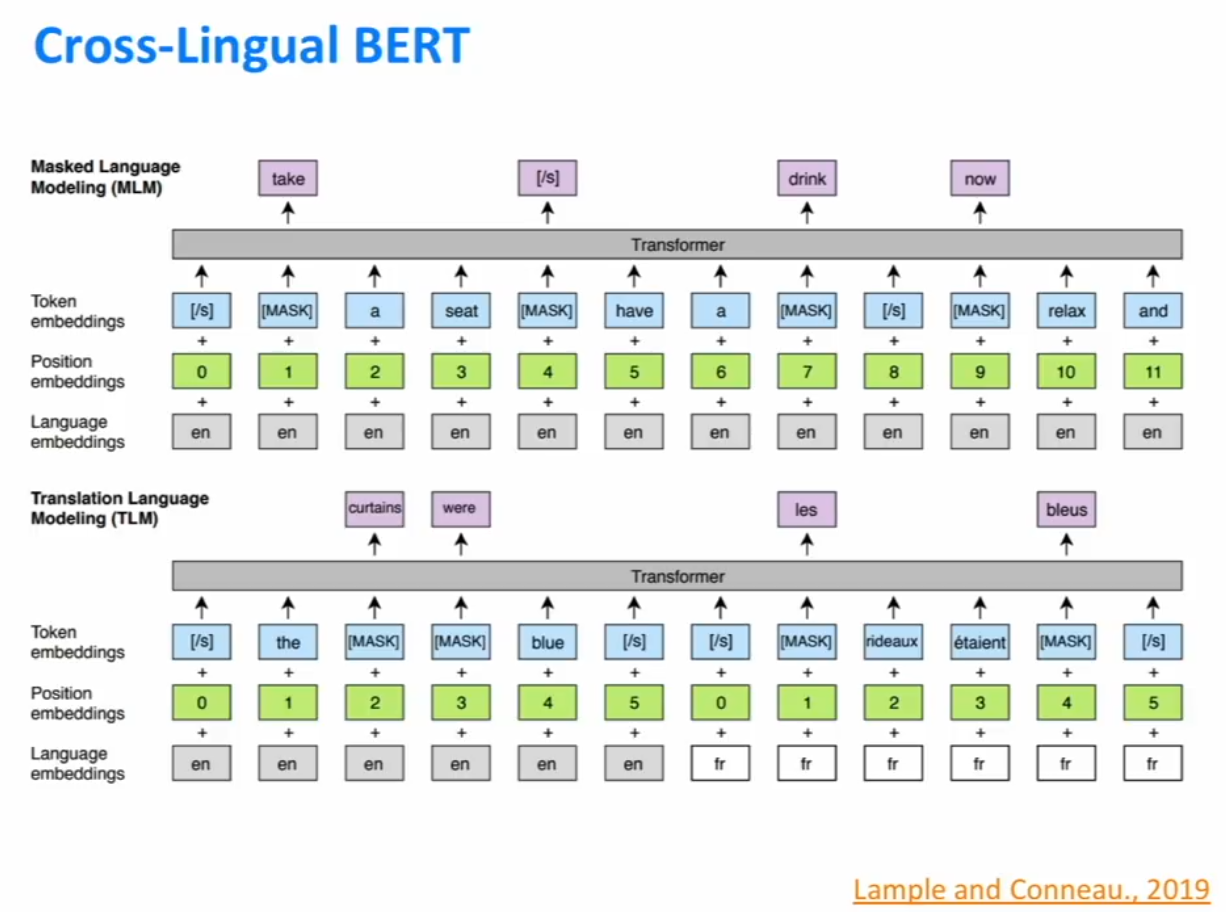 Cross-Lingual BERT
Masked Language
Modeling (MLM)
take [/s] drink now
Transformer
Token
embeddings
[/s] [MASK] a seat [MASK] have a [MASK] [/s] [MASK] relax and
+ + + + + + + + + + + +
Position
embeddings
0 1 2 3 4 5 6 7 8 9 10 11
+ + + + + + + + + + + +
Language
embeddings
en en en en en en en en en en en en
Translation Language
Modeling (TLM)
curtains were les bleus
Transformer
Token
embeddings
[/s] the [MASK] [MASK] blue [/s] [/s] [MASK] rideaux étaient [MASK] [/s]
+ + + + + + + + + + + +
Position
embeddings
0 1 2 3 4 5 0 1 2 3 4 5
+ + + + + + + + + + + +
Language
embeddings
en en en en en en fr fr fr fr fr fr
Lample and Conneau., 2019